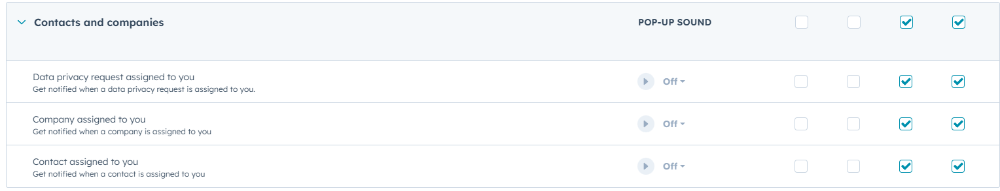 Contacts and companies POP-UP SOUND
Data privacy request assigned to you
Get notified when a data privacy request is assigned to you.
Off
Company assigned to you
Get notified when a company is assigned to you
Off
Contact assigned to you
Get notified when a contact is assigned to you
Off